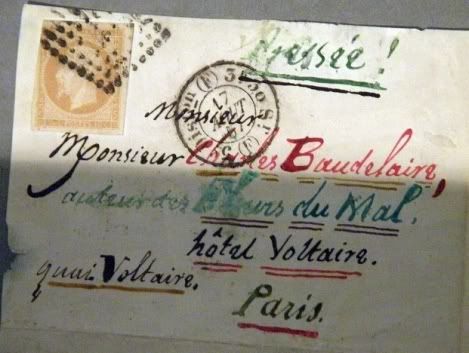 Pressée!
Monsieur
Monsieur Charles Baudelaire,
auteur des Fleurs du Mal.
hôtel Voltaire.
quai Voltaire.
Paris.